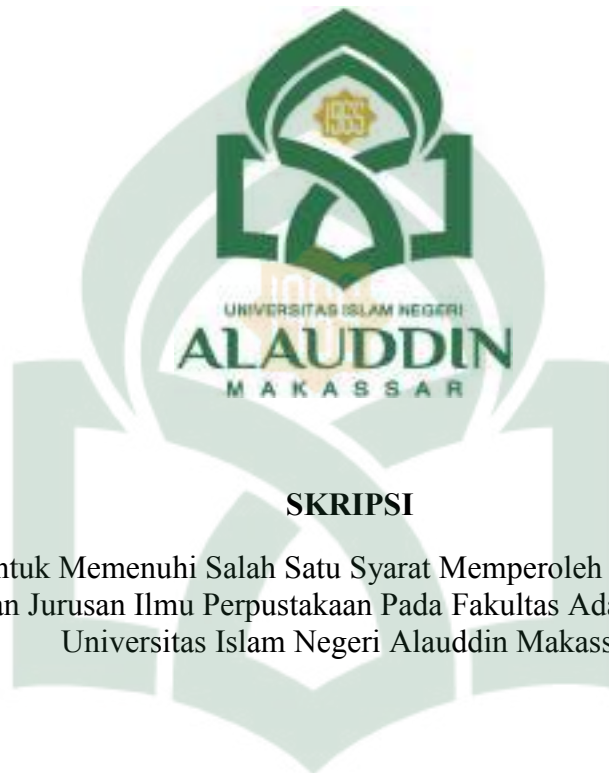 1965
UNIVERSITAS ISLAM NEGERI
ALAUDDIN
MAKASSAR
SKRIPSI
ntuk Memenuhi Salah Satu Syarat Memperoleh
an Jurusan Ilmu Perpustakaan Pada Fakultas Ada
Universitas Islam Negeri Alauddin Makass